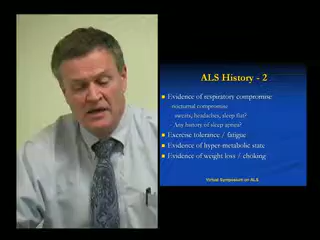 ALS History - 2
Evidence of respiratory compromise
nocturnal compromise
sweats, headaches, sleep flat?
- Any history of sleep apnea?
Exercise tolerance / fatigue
Evidence of hyper-metabolic state
Evidence of weight loss / choking
Virtual Symposium on ALS